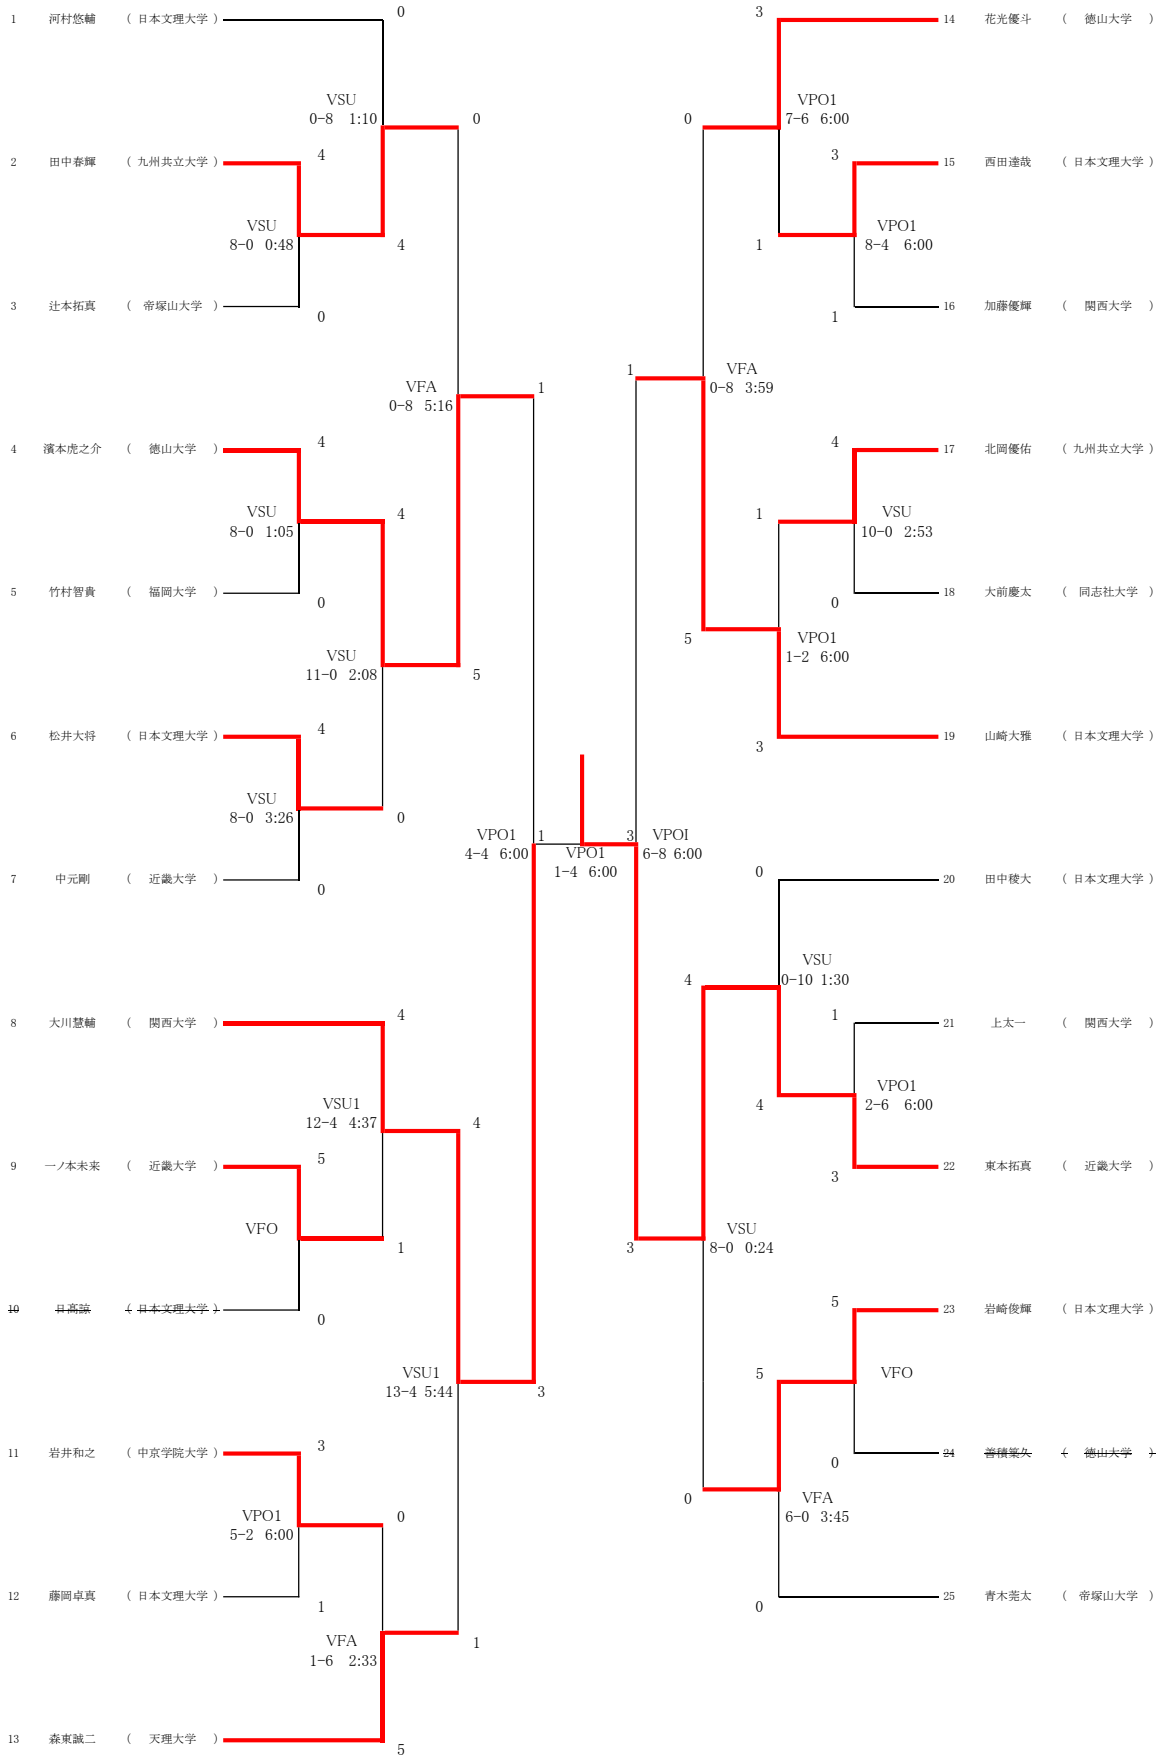 1 河村悠輔 ( 日本文理大学 ) 0
VSU
0-8 1:10
0
2 田中春輝 ( 九州共立大学 ) 4
VSU
8-0 0:48
4
3 辻本拓真 ( 帝塚山大学 ) 0
VFA
0-8 5:16
1
4 濱本虎之介 ( 徳山大学 ) 4
VSU
8-0 1:05
4
5 竹村智貴 ( 福岡大学 ) 0
VSU
11-0 2:08
5
6 松井大将 ( 日本文理大学 ) 4
VSU
8-0 3:26
0
7 中元剛 ( 近畿大学 ) 0
VPO1 1
4-4 6:00
VPO1
1-4 6:00
8 大川慧輔 ( 関西大学 ) 4
VSU1
12-4 4:37
4
9 一ノ本未来 ( 近畿大学 ) 5
VFO
1
10 日髙諒 ( 日本文理大学 ) 0
VSU1
13-4 5:44
3
11 岩井和之 ( 中京学院大学 ) 3
VPO1
5-2 6:00
0
12 藤岡卓真 ( 日本文理大学 ) 1
VFA
1-6 2:33
1
13 森東誠二 ( 天理大学 ) 5
3 14 花光優斗 ( 徳山大学 )
0
VPO1
7-6 6:00
3 15 西田達哉 ( 日本文理大学 )
1
VPO1
8-4 6:00
1 16 加藤優輝 ( 関西大学 )
1
VFA
0-8 3:59
4 17 北岡優佑 ( 九州共立大学 )
1
VSU
10-0 2:53
0 18 大前慶太 ( 同志社大学 )
5
VPO1
1-2 6:00
3 19 山崎大雅 ( 日本文理大学 )
3 VPOI
6-8 6:00
0 20 田中稜大 ( 日本文理大学 )
4
VSU
0-10 1:30
1 21 上太一 ( 関西大学 )
4
VPO1
2-6 6:00
3 22 東本拓真 ( 近畿大学 )
3
VSU
8-0 0:24
5 23 岩崎俊輝 ( 日本文理大学 )
5
VFO
0 24 善積築久 ( 徳山大学 )
0
VFA
6-0 3:45
0 25 青木莞太 ( 帝塚山大学 )